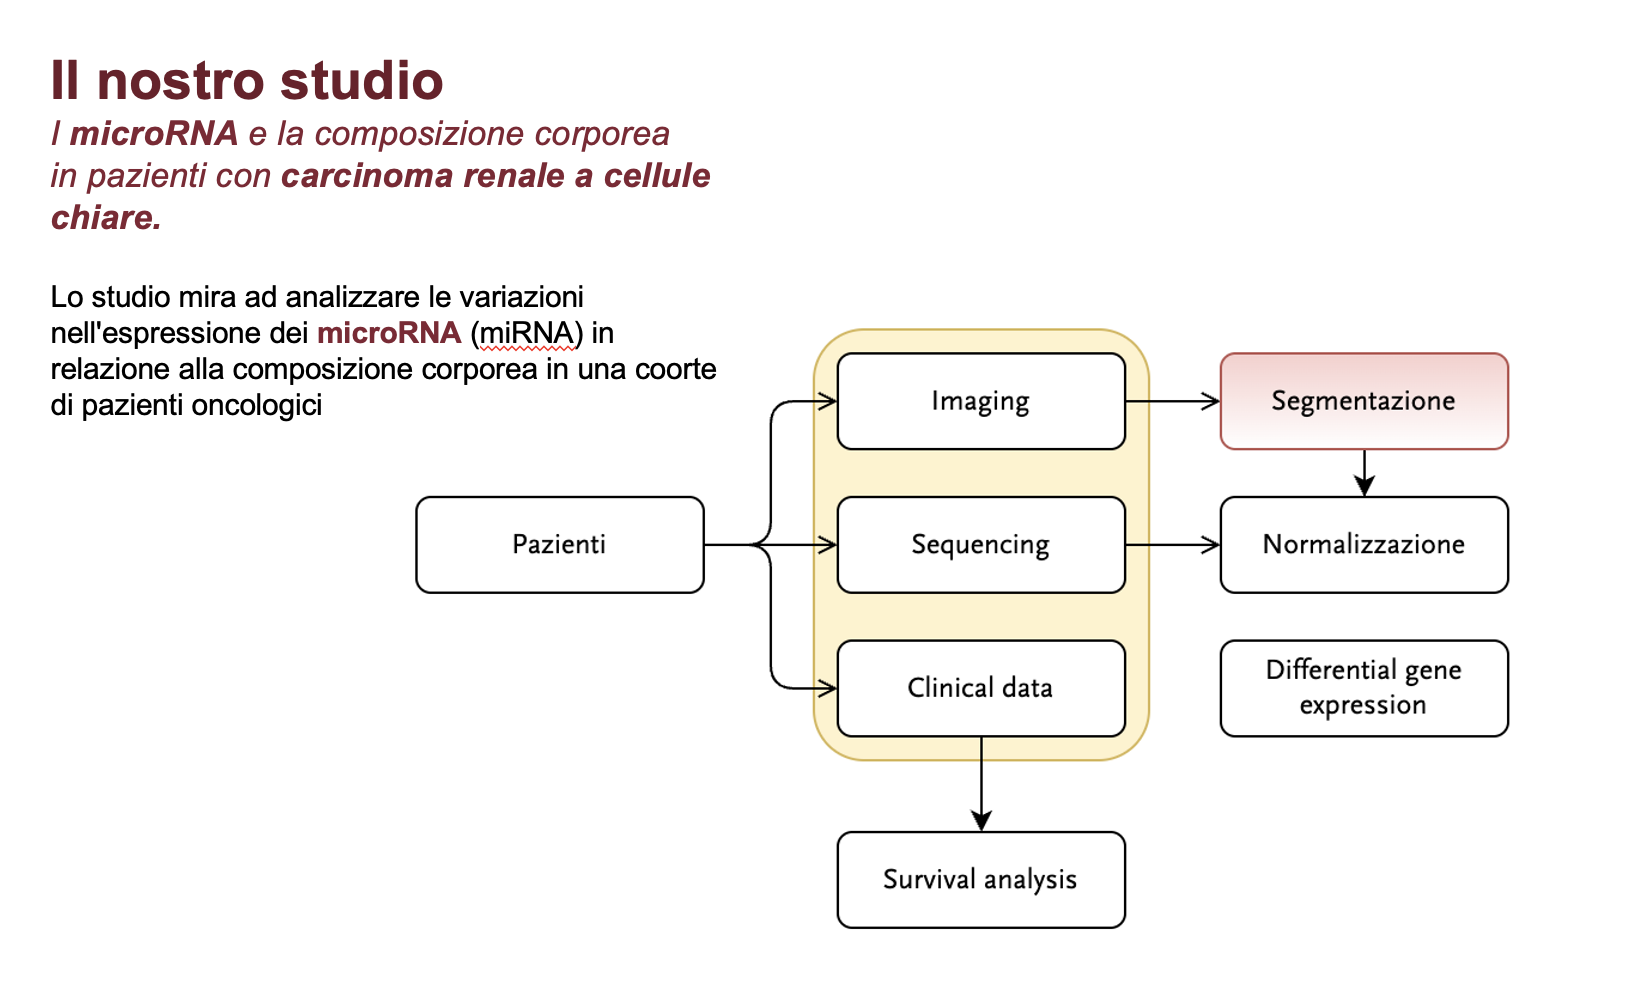 Il nostro studio
I microRNA e la composizione corporea
in pazienti con carcinoma renale a cellule
chiare.
Lo studio mira ad analizzare le variazioni
nell'espressione dei microRNA (miRNA) in
relazione alla composizione corporea in una coorte
di pazienti oncologici
Imaging
Segmentazione
Pazienti
Sequencing
Normalizzazione
Clinical data
Differential gene
expression
Survival analysis